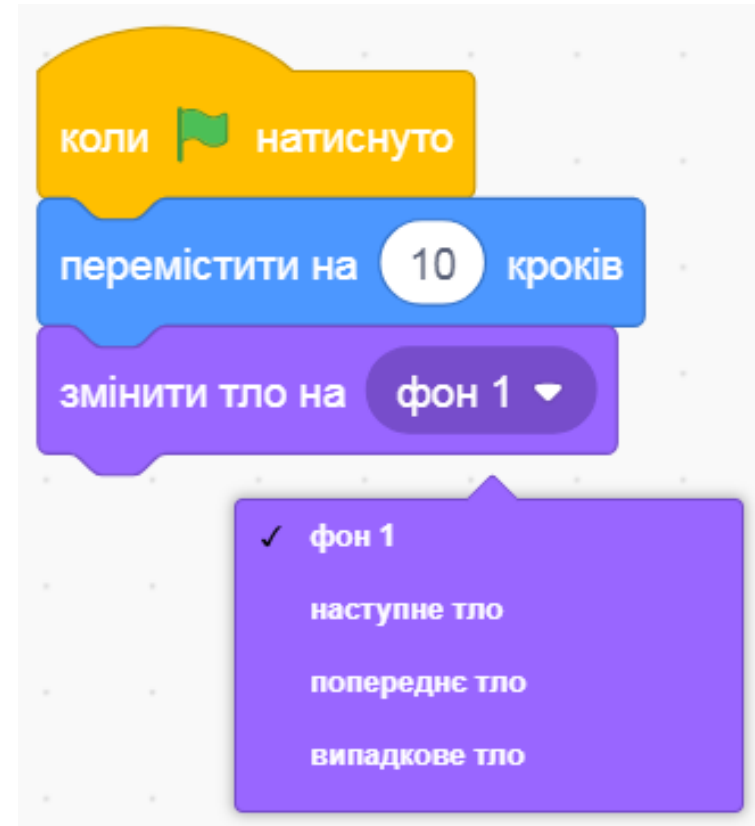 коли натиснуто
перемістити на 10 кроків
змінити тло на фон 1
✓ фон 1
наступне тло
попереднє тло
випадкове тло